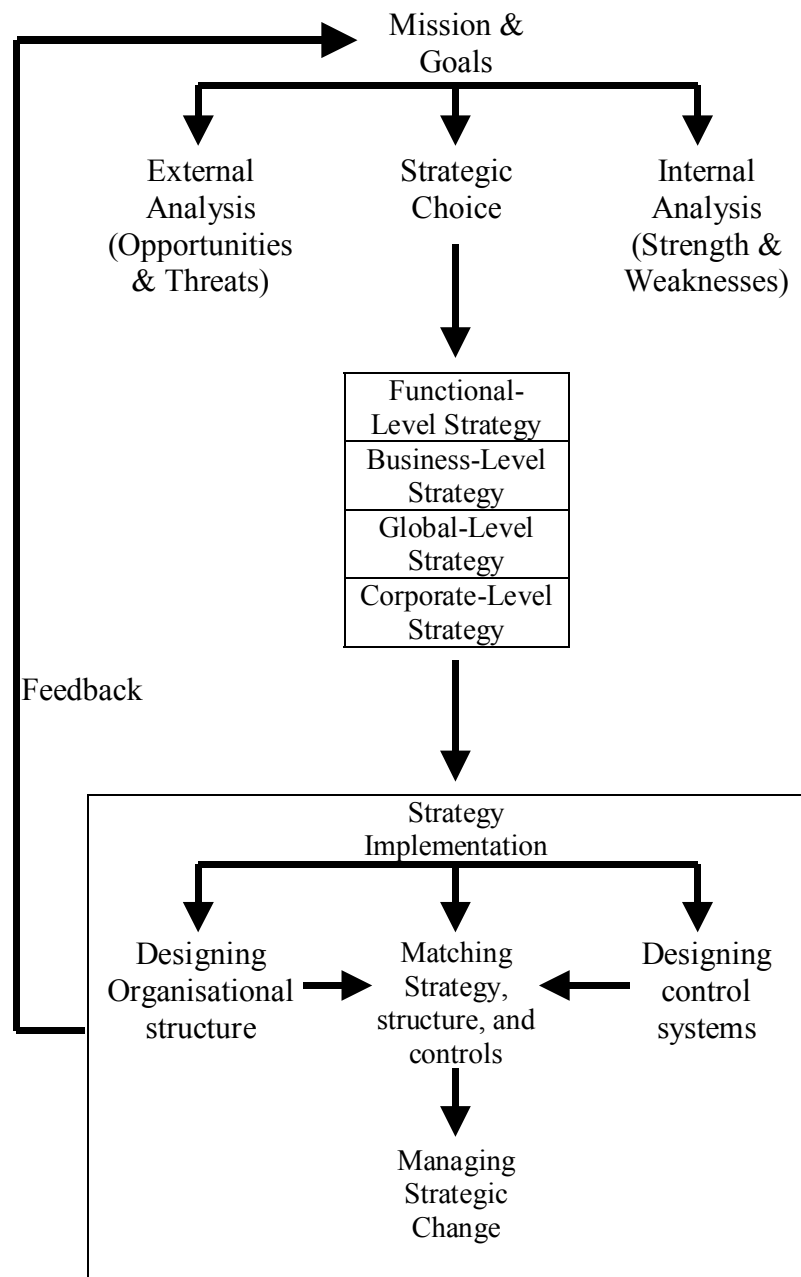 Mission &
Goals
External
Analysis
(Opportunities
& Threats)
Strategic
Choice
Internal
Analysis
(Strength &
Weaknesses)
Functional-
Level Strategy
Business-Level
Strategy
Global-Level
Strategy
Corporate-Level
Strategy
Feedback
Strategy
Implementation
Designing
Organisational
structure
Matching
Strategy,
structure, and
controls
Designing
control
systems
Managing
Strategic
Change